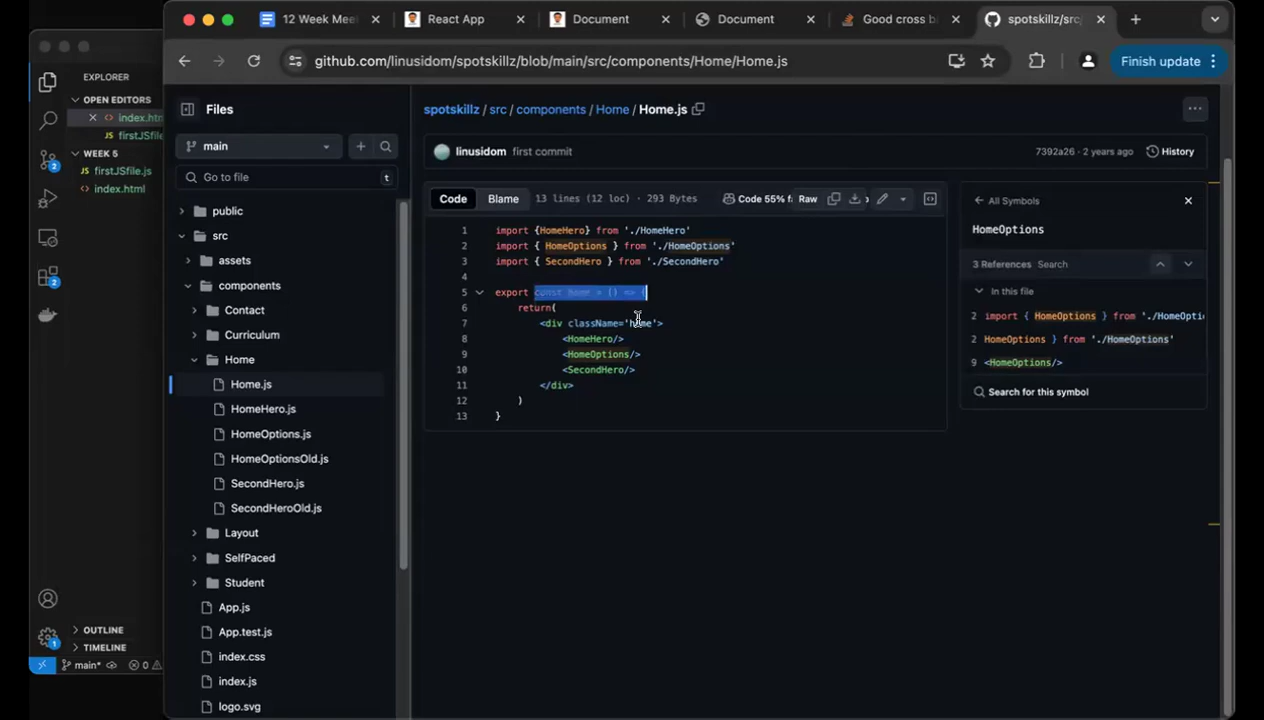 12 Week Mee
React App
Document
Document
Good cross b
spotskillz/src/
github.com/linusidom/spotskillz/blob/main/src/components/Home/Home.js
Finish update
EXPLORER
OPEN EDITORS
index.htm
firstJSfile
WEEK 5
firstJSfile.js
index.html
OUTLINE
TIMELINE
main*
0
2
2
1
Files
main
Go to file
t
public
src
assets
components
Contact
Curriculum
Home
Home.js
HomeHero.js
HomeOptions.js
HomeOptionsOld.js
SecondHero.js
SecondHeroOld.js
Layout
SelfPaced
Student
App.js
App.test.js
index.css
index.js
logo.svg
spotskillz / src / components / Home / Home.js
linusidom first commit
7392a26 · 2 years ago
History
Code
Blame
13 lines (12 loc) · 293 Bytes
Code 55% f
Raw
1 import {HomeHero} from './HomeHero'
2 import { HomeOptions } from './HomeOptions'
3 import { SecondHero } from './SecondHero'
4
5 export const Home = () => {
6 return(
7 <div className='home'>
8 <HomeHero/>
9 <HomeOptions/>
10 <SecondHero/>
11 </div>
12 )
13 }
All Symbols
HomeOptions
3 References Search
In this file
2 import { HomeOptions } from './HomeOptio
2 HomeOptions } from './HomeOptions'
9 <HomeOptions/>
Search for this symbol